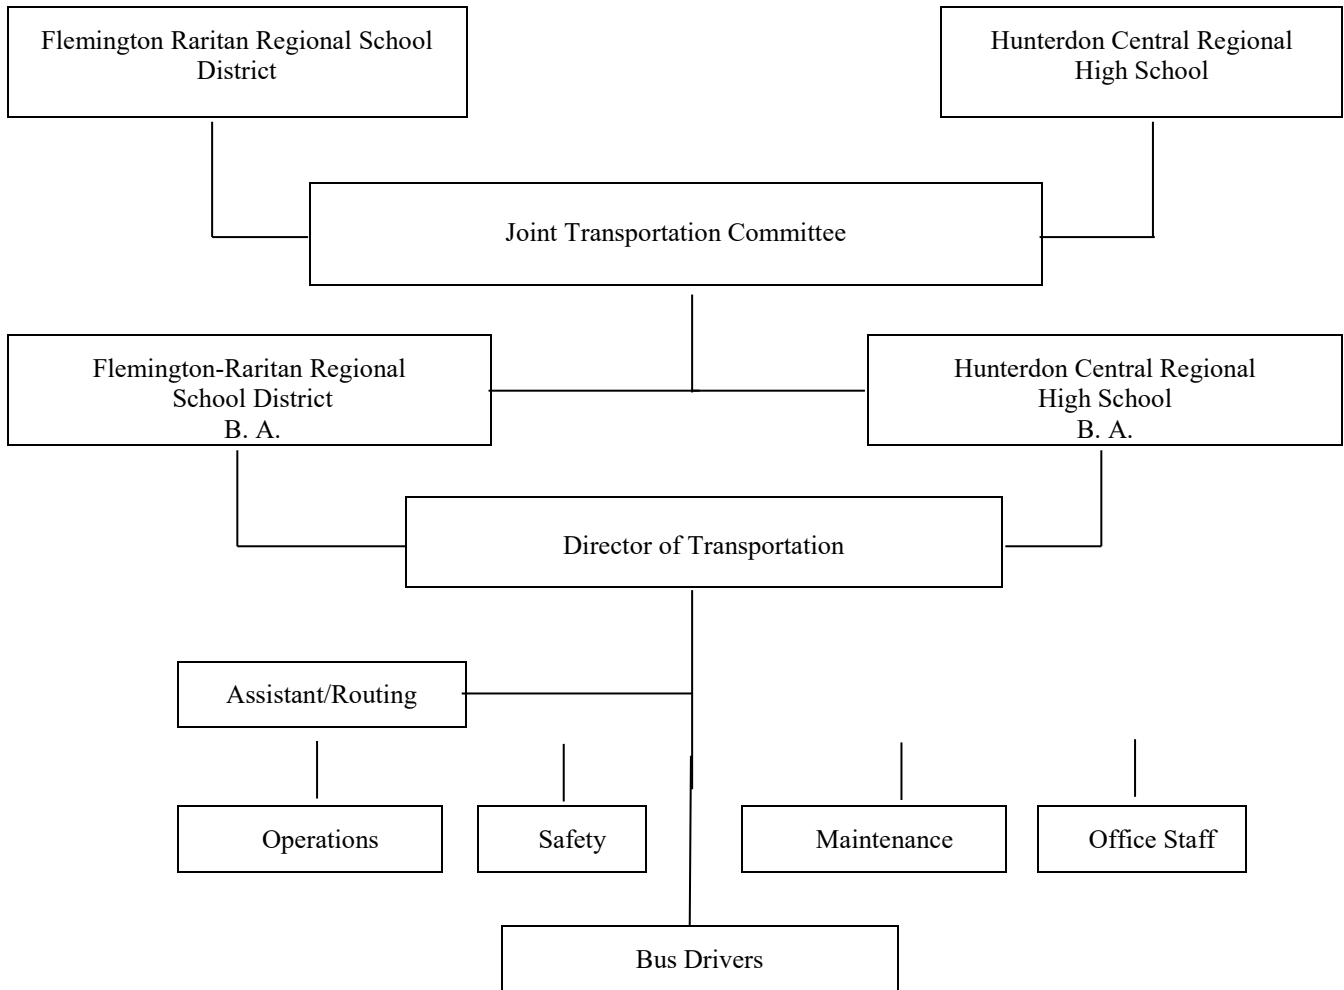 Flemington Raritan Regional School
District
Hunterdon Central Regional
High School
Joint Transportation Committee
Flemington-Raritan Regional
School District
B. A.
Hunterdon Central Regional
High School
B. A.
Director of Transportation
Assistant/Routing
Operations
Safety
Maintenance
Office Staff
Bus Drivers